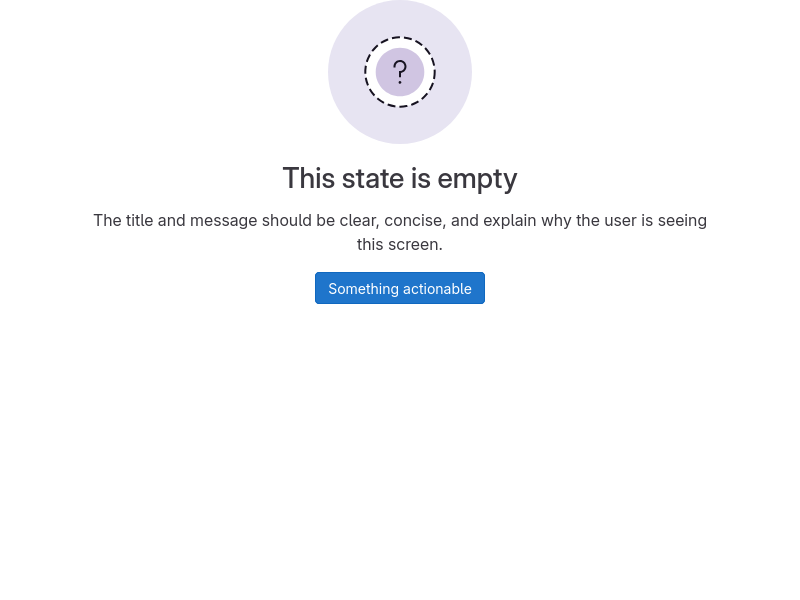 ?
This state is empty
The title and message should be clear, concise, and explain why the user is seeing
this screen.
Something actionable